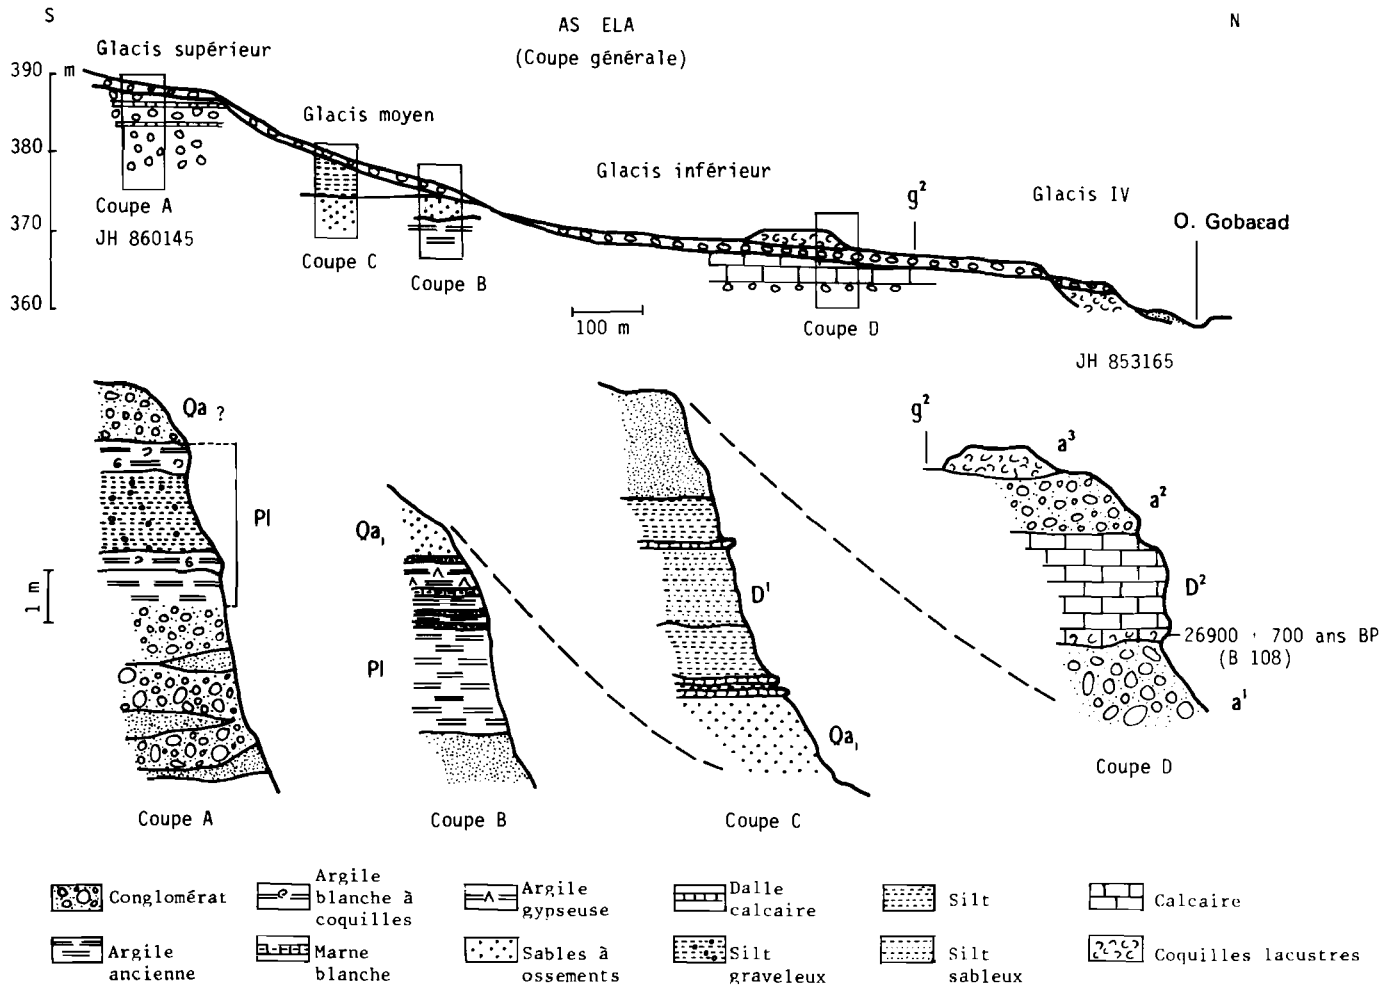 S
AS ELA
N
(Coupe générale)
Glacis supérieur
390 m
Glacis moyen
380
Glacis inférieur
g²
Glacis IV
O. Gobaɛad
370
Coupe A
JH 860145
Coupe C
Coupe B
360
100 m
Coupe D
JH 853165
Qa ?
Pl
1 m
Coupe A
Qa₁
Pl
Coupe B
D¹
Qa₁
Coupe C
g²
a³
a²
D²
26900 ± 700 ans BP
(B 108)
a¹
Coupe D
Conglomérat
Argile
blanche à
coquilles
Argile
gypseuse
Dalle
calcaire
Silt
Calcaire
Argile
ancienne
Marne
blanche
Sables à
ossements
Silt
graveleux
Silt
sableux
Coquilles lacustres